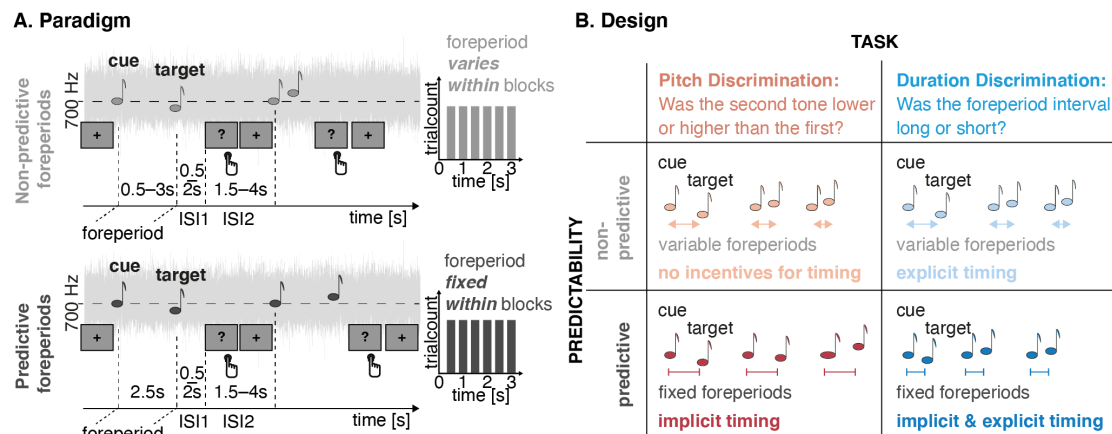 A. Paradigm
Non-predictive
foreperiods
700 Hz
cue
target
+
?
+
?
+
0.5–3s
0.5
–
2s
1.5–4s
ISI1
ISI2
time [s]
foreperiod
foreperiod
varies
within blocks
trialcount
0 1 2 3
time [s]
Predictive
foreperiods
700 Hz
cue
target
+
?
+
?
+
2.5s
0.5
–
2s
1.5–4s
ISI1
ISI2
time [s]
foreperiod
foreperiod
fixed
within blocks
trialcount
0 1 2 3
time [s]
B. Design
TASK
Pitch Discrimination:
Was the second tone lower
or higher than the first?
Duration Discrimination:
Was the foreperiod interval
long or short?
PREDICTABILITY
non-
predictive
cue
target
variable foreperiods
no incentives for timing
cue
target
variable foreperiods
explicit timing
predictive
cue
target
fixed foreperiods
implicit timing
cue
target
fixed foreperiods
implicit & explicit timing